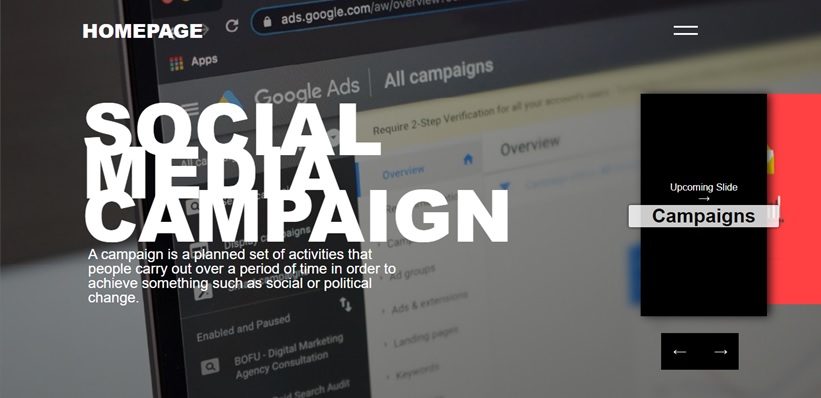 HOMEPAGE
ads.google.com/aw/overview
Apps
Google Ads
All campaigns
Require 2-Step Verification for all your
SOCIAL
MEDIA
CAMPAIGN
Overview
Overview
A campaign is a planned set of activities that
people carry out over a period of time in order to
achieve something such as social or political
change.
Ad groups
Ads & extensions
Landing pages
Keywords
Enabled and Paused
BOFU - Digital Marketing
Agency Consultation
Search Audit
Upcoming Slide
→
Campaigns
← →